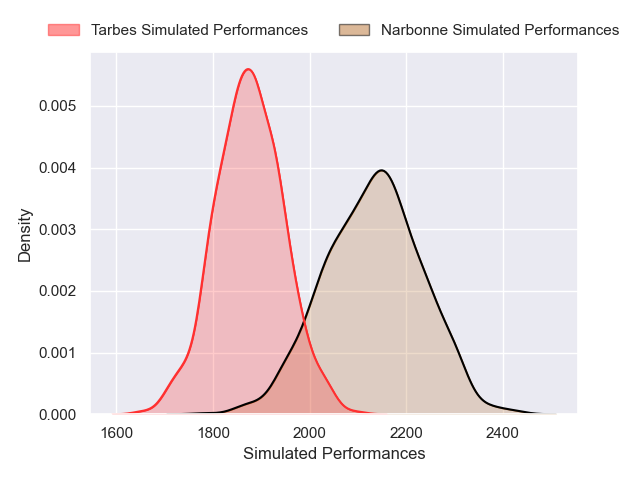 Tarbes Simulated Performances
Narbonne Simulated Performances
0.005
0.004
0.003
0.002
0.001
0.000
Density
1600
1800
2000
2200
2400
Simulated Performances